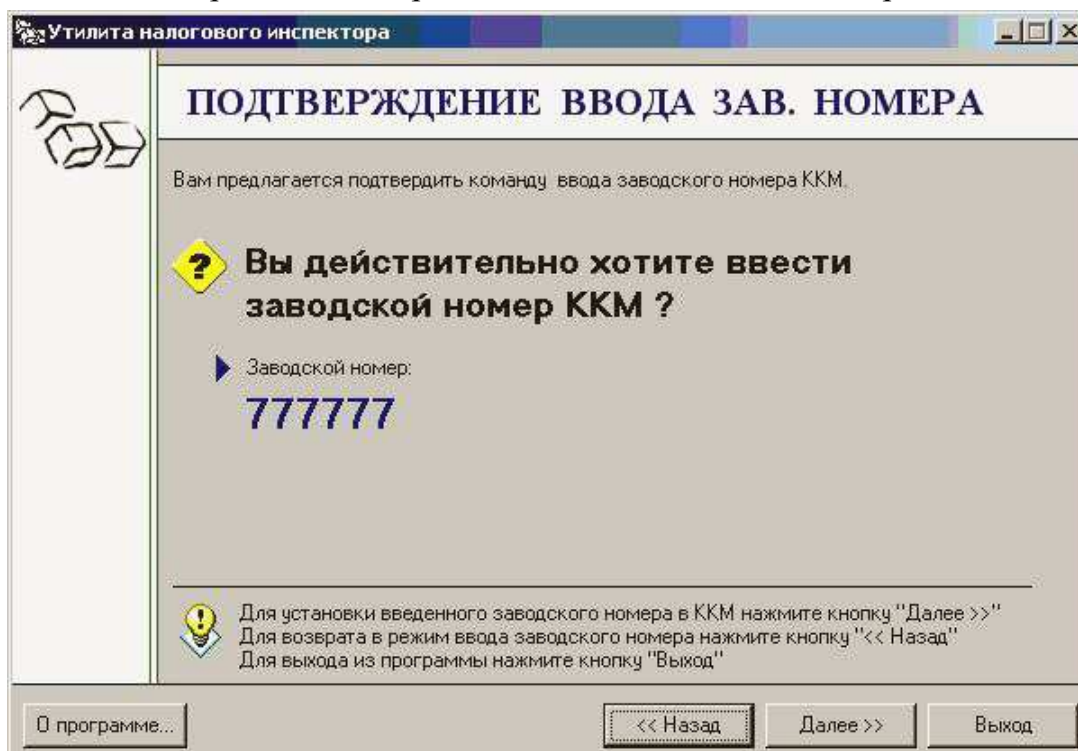 Утилита налогового инспектора
ПОДТВЕРЖДЕНИЕ ВВОДА ЗАВ. НОМЕРА
Вам предлагается подтвердить команду ввода заводского номера ККМ.
Вы действительно хотите ввести
заводской номер ККМ ?
Заводской номер:
777777
Для установки введенного заводского номера в ККМ нажмите кнопку "Далее >>"
Для возврата в режим ввода заводского номера нажмите кнопку "<< Назад"
Для выхода из программы нажмите кнопку "Выход"
О программе... << Назад Далее >> Выход